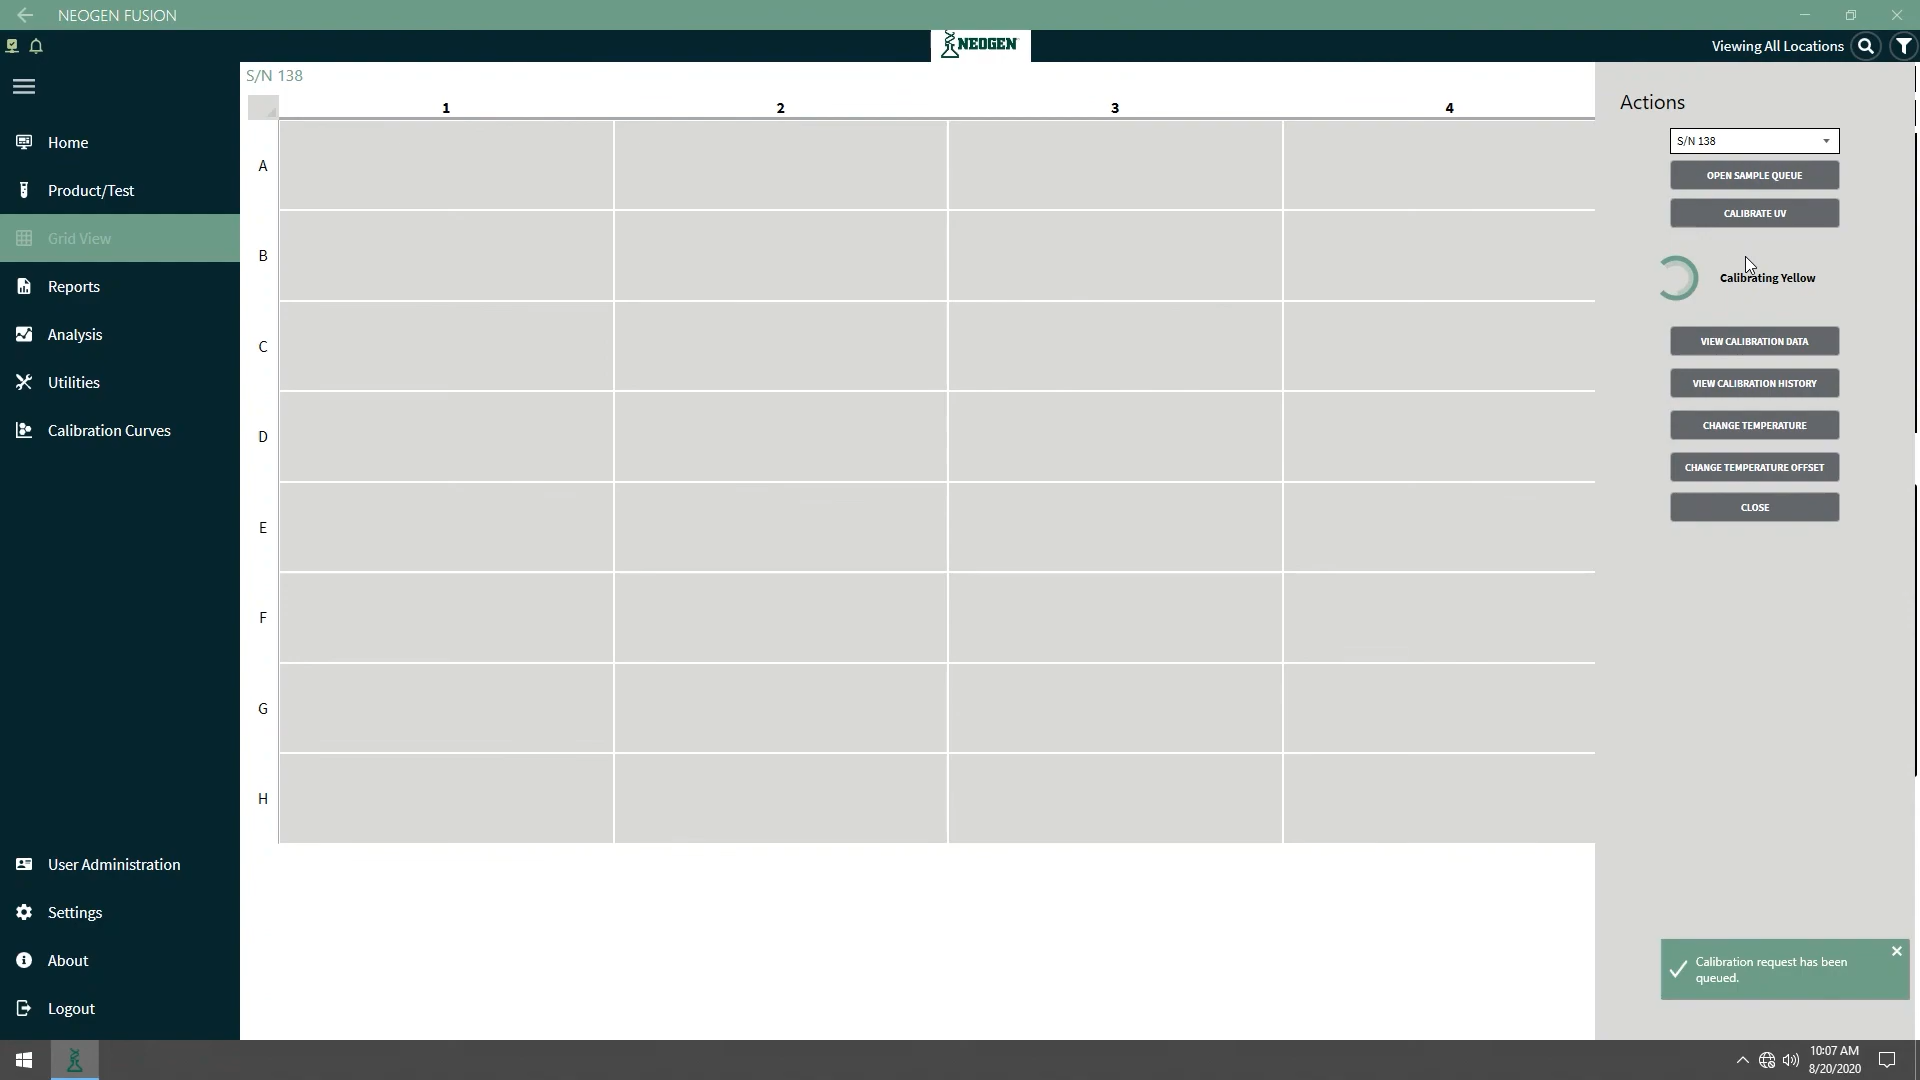 NEOGEN FUSION
NEOGEN
Viewing All Locations
S/N 138
1 2 3 4
A
B
C
D
E
F
G
H
Home
Product/Test
Grid View
Reports
Analysis
Utilities
Calibration Curves
User Administration
Settings
About
Logout
Actions
S/N 138
OPEN SAMPLE QUEUE
CALIBRATE UV
Calibrating Yellow
VIEW CALIBRATION DATA
VIEW CALIBRATION HISTORY
CHANGE TEMPERATURE
CHANGE TEMPERATURE OFFSET
CLOSE
Calibration request has been
queued.
10:07 AM
8/20/2020